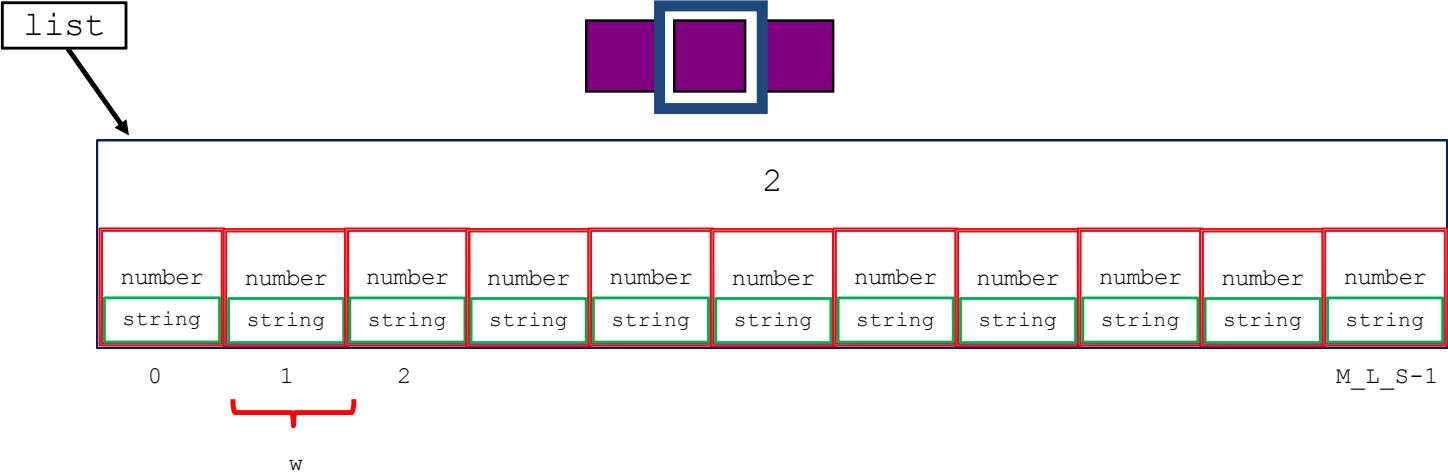 list
2
number number number number number number number number number number number
string string string string string string string string string string string
0 1 2 M_L_S-1
w